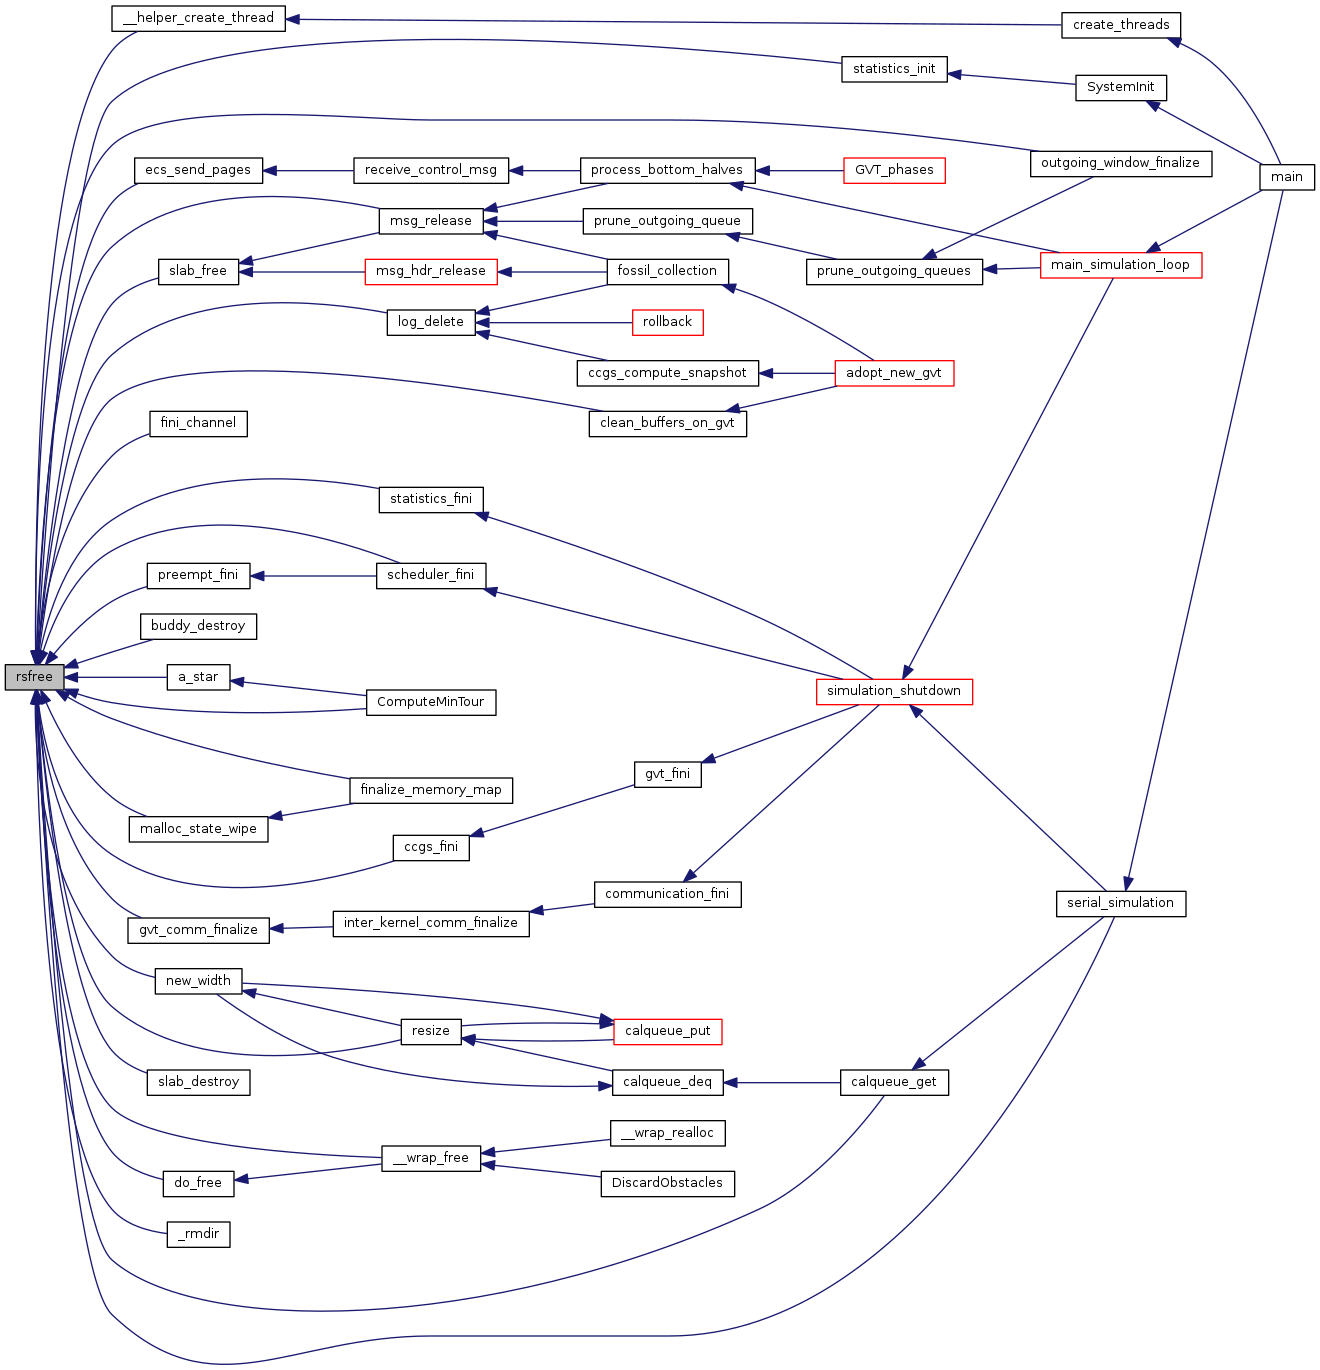 __helper_create_thread
create_threads
statistics_init
SystemInit
outgoing_window_finalize
ecs_send_pages
receive_control_msg
process_bottom_halves
GVT_phases
main
msg_release
prune_outgoing_queue
slab_free
msg_hdr_release
fossil_collection
prune_outgoing_queues
main_simulation_loop
log_delete
rollback
ccgs_compute_snapshot
adopt_new_gvt
fini_channel
clean_buffers_on_gvt
statistics_fini
preempt_fini
scheduler_fini
buddy_destroy
rsfree
a_star
ComputeMinTour
simulation_shutdown
gvt_fini
finalize_memory_map
malloc_state_wipe
ccgs_fini
communication_fini
serial_simulation
gvt_comm_finalize
inter_kernel_comm_finalize
new_width
resize
calqueue_put
slab_destroy
calqueue_deq
calqueue_get
__wrap_realloc
__wrap_free
do_free
DiscardObstacles
_rmdir